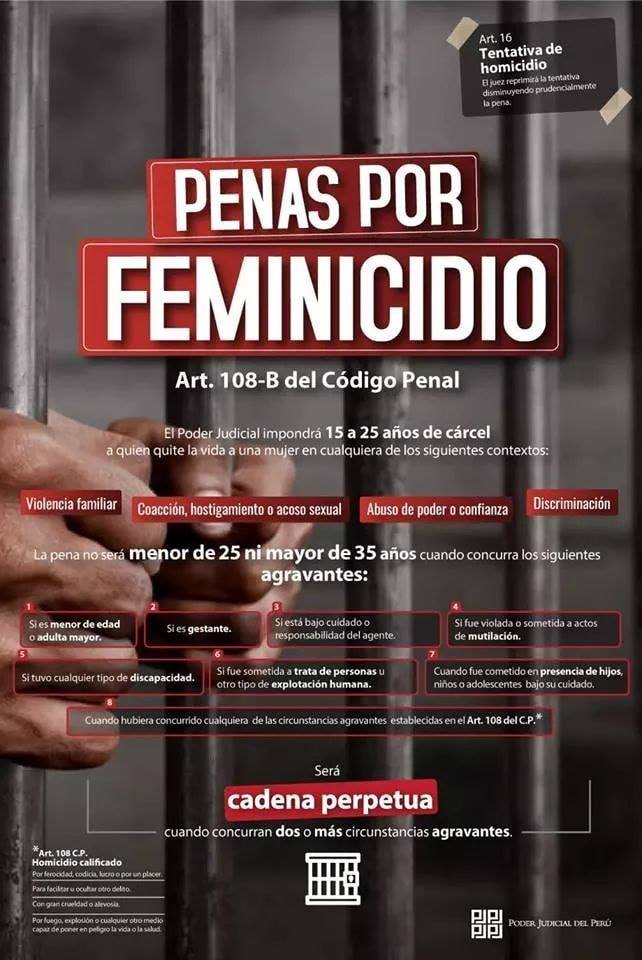 Art. 16
Tentativa de
homicidio
El juez reprimirá la tentativa
disminuyendo prudencialmente
la pena.
PENAS POR
FEMINICIDIO
Art. 108-B del Código Penal
El Poder Judicial impondrá 15 a 25 años de cárcel
a quien quite la vida a una mujer en cualquiera de los siguientes contextos:
Violencia familiar
Coacción, hostigamiento o acoso sexual
Abuso de poder o confianza
Discriminación
La pena no será menor de 25 ni mayor de 35 años cuando concurra los siguientes
agravantes:
1
Si es menor de edad
o adulta mayor.
2
Si es gestante.
3
Si está bajo cuidado o
responsabilidad del agente.
4
Si fue violada o sometida a actos
de mutilación.
5
Si tuvo cualquier tipo de discapacidad.
6
Si fue sometida a trata de personas u
otro tipo de explotación humana.
7
Cuando fue cometido en presencia de hijos,
niños o adolescentes bajo su cuidado.
8
Cuando hubiera concurrido cualquiera de las circunstancias agravantes establecidas en el Art. 108 del C.P.*
Será
cadena perpetua
cuando concurran dos o más circunstancias agravantes.
*Art. 108 C.P.
Homicidio calificado
Por ferocidad, codicia, lucro o por un placer.
Para facilitar u ocultar otro delito.
Con gran crueldad o alevosía.
Por fuego, explosión o cualquier otro medio
capaz de poner en peligro la vida o la salud.
PODER JUDICIAL DEL PERÚ